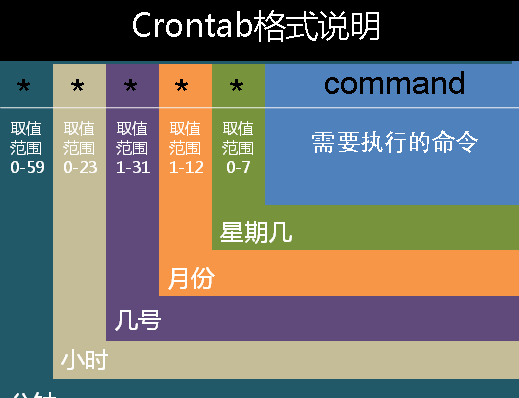 Crontab格式说明
* * * * * command
取值 取值 取值 取值 取值
范围 范围 范围 范围 范围
0-59 0-23 1-31 1-12 0-7
需要执行的命令
星期几
月份
几号
小时
分钟